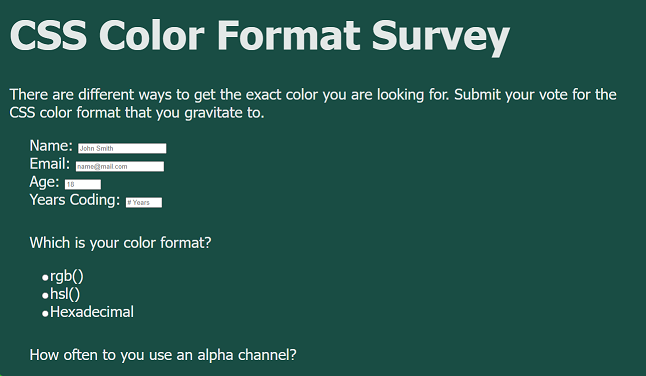 CSS Color Format Survey
There are different ways to get the exact color you are looking for. Submit your vote for the
CSS color format that you gravitate to.
Name: John Smith
Email: name@mail.com
Age: 18
Years Coding: # Years
Which is your color format?
rgb()
hsl()
Hexadecimal
How often to you use an alpha channel?